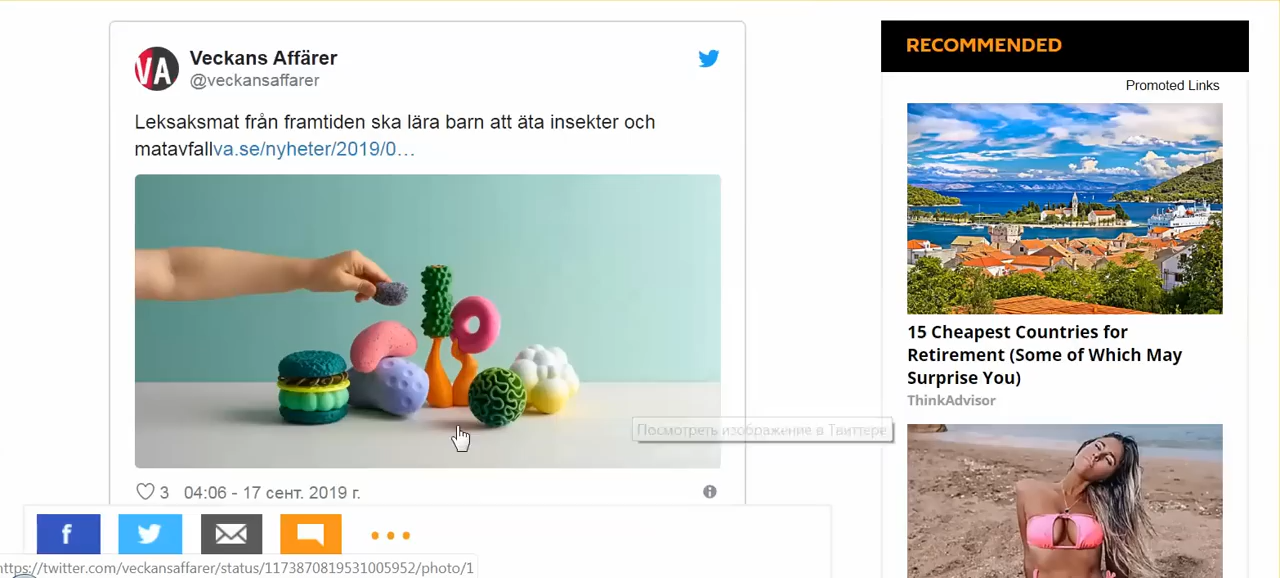 VA
Veckans Affärer
@veckansaffarer
Leksaksmat från framtiden ska lära barn att äta insekter och
matavfallva.se/nyheter/2019/0…
Посмотреть изображение в Твиттере
3 04:06 - 17 сент. 2019 г.
f
https://twitter.com/veckansaffarer/status/1173870819531005952/photo/1
RECOMMENDED
Promoted Links
15 Cheapest Countries for
Retirement (Some of Which May
Surprise You)
ThinkAdvisor